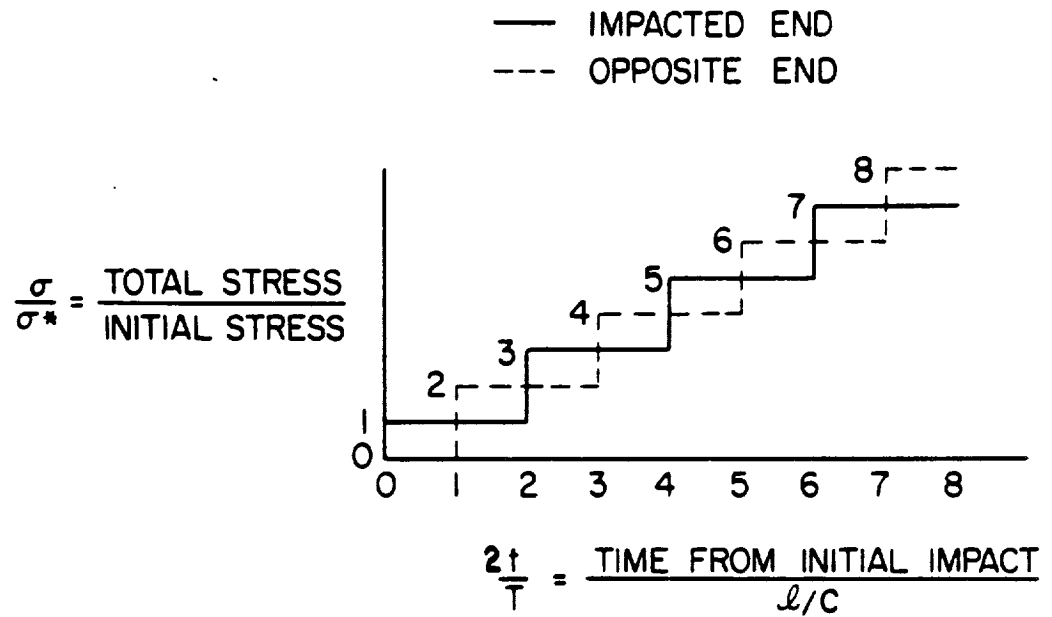 IMPACTED END
OPPOSITE END
8
7
6
5
4
3
2
1
0
σ/σ* = TOTAL STRESS / INITIAL STRESS
0 1 2 3 4 5 6 7 8
2t/T = TIME FROM INITIAL IMPACT / ℓ/C